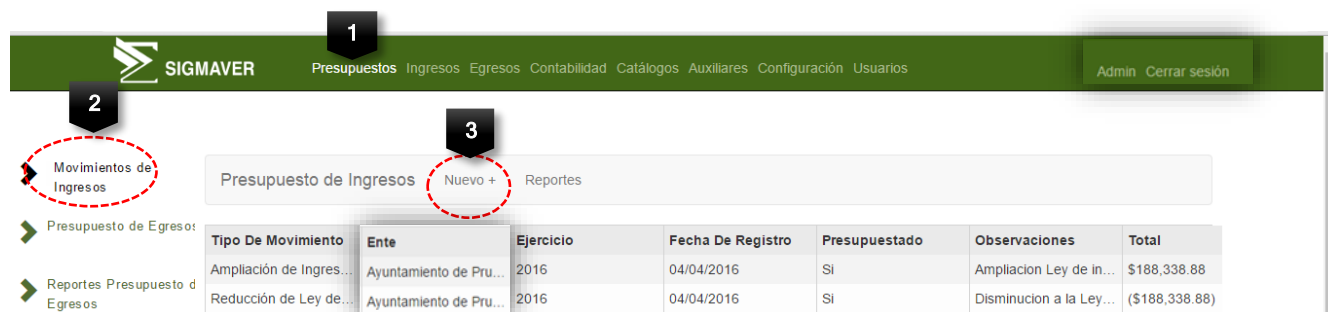 1
SIGMAVER Presupuestos Ingresos Egresos Contabilidad Catálogos Auxiliares Configuración Usuarios Admin Cerrar sesión
2
3
Movimientos de
Ingresos
Presupuesto de Ingresos Nuevo + Reportes
Presupuesto de Egresos
Tipo De Movimiento Ente Ejercicio Fecha De Registro Presupuestado Observaciones Total
Ampliación de Ingres... Ayuntamiento de Pru... 2016 04/04/2016 Si Ampliacion Ley de in... $188,338.88
Reportes Presupuesto d
Egresos
Reducción de Ley de... Ayuntamiento de Pru... 2016 04/04/2016 Si Disminucion a la Ley... ($188,338.88)